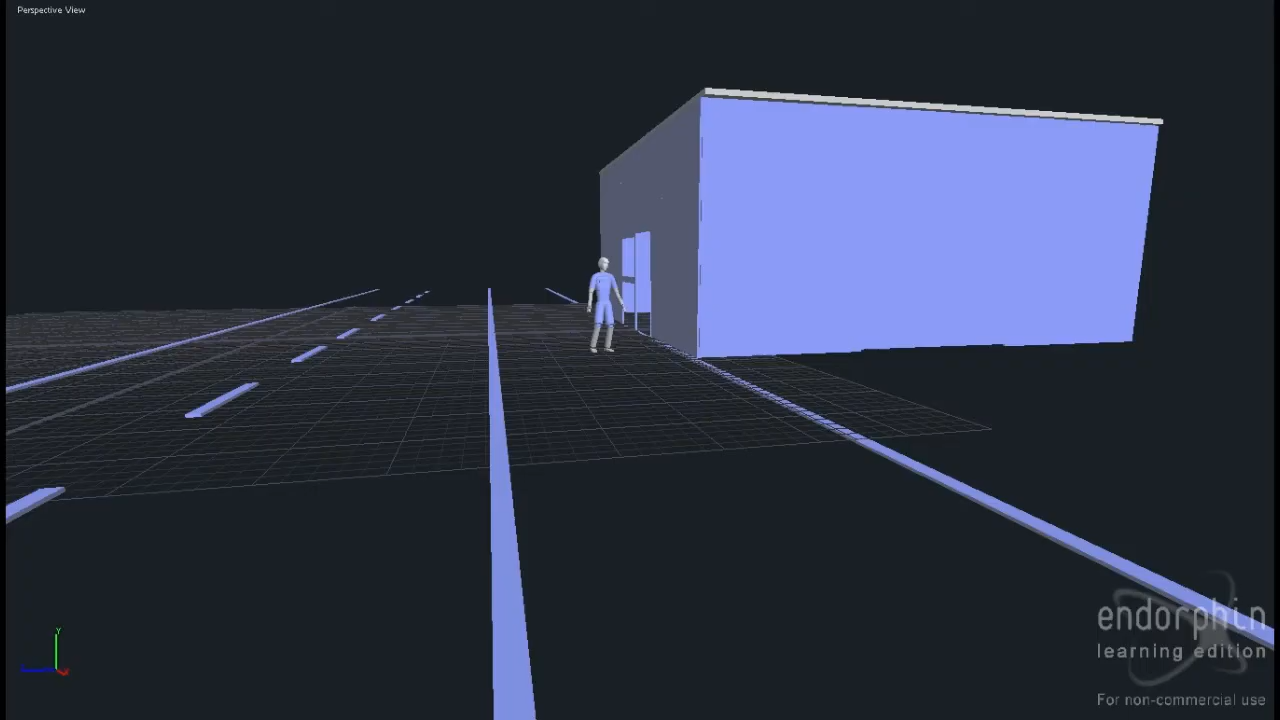 Perspective View
Y
endorphin
learning edition
For non-commercial use